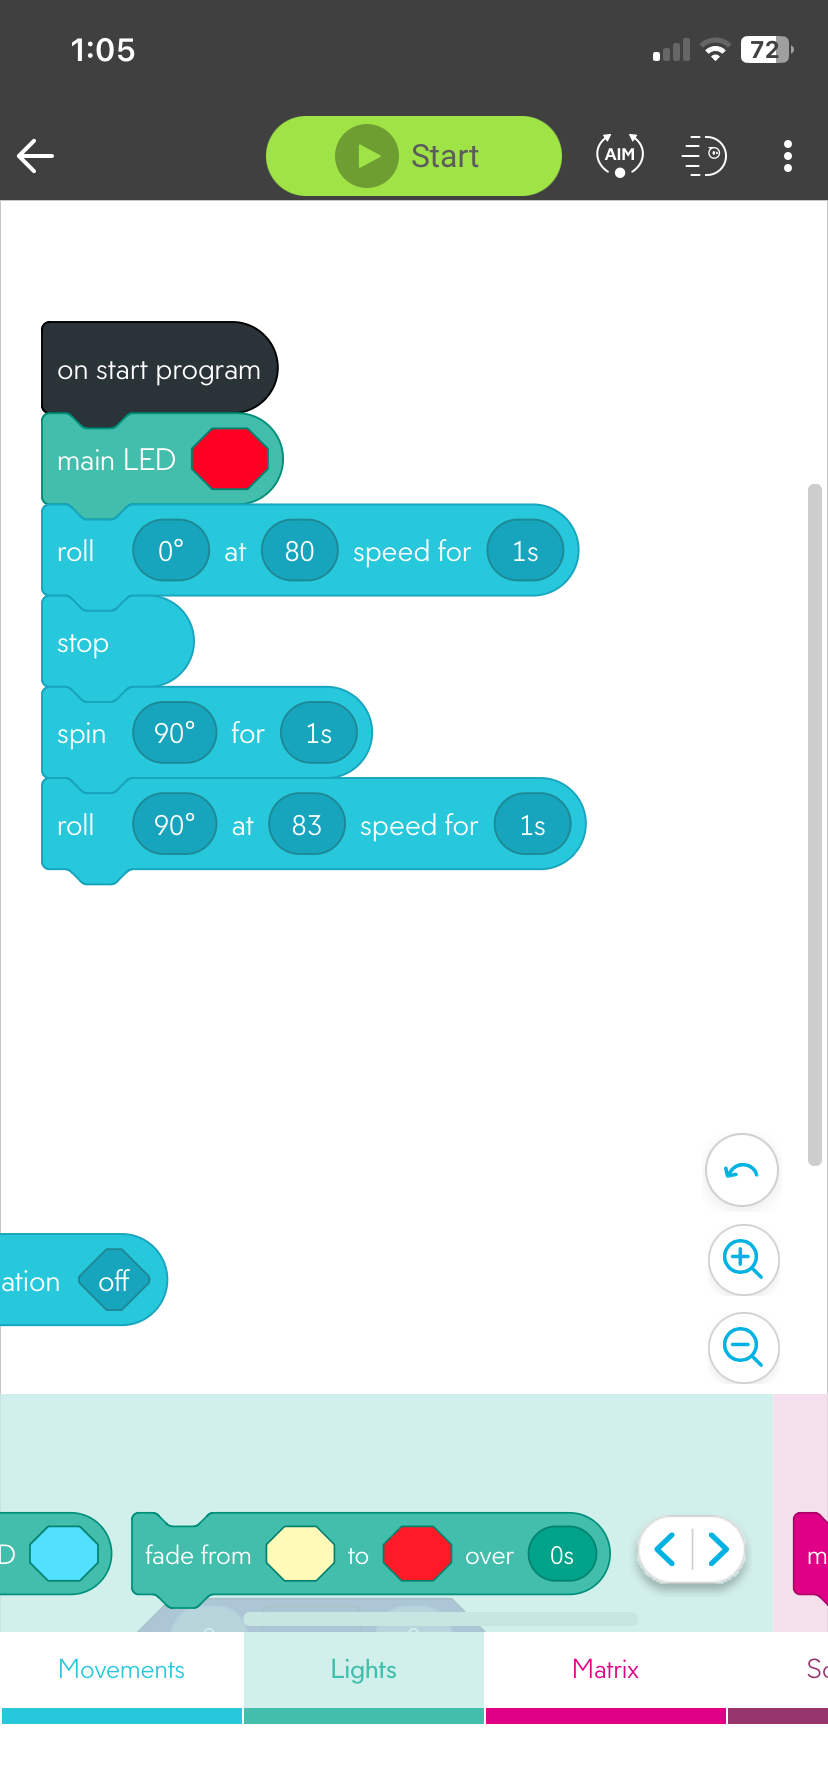 1:05
72
Start
AIM
on start program
main LED
roll 0° at 80 speed for 1s
stop
spin 90° for 1s
roll 90° at 83 speed for 1s
ation off
D
fade from to over 0s
m
Movements
Lights
Matrix
So